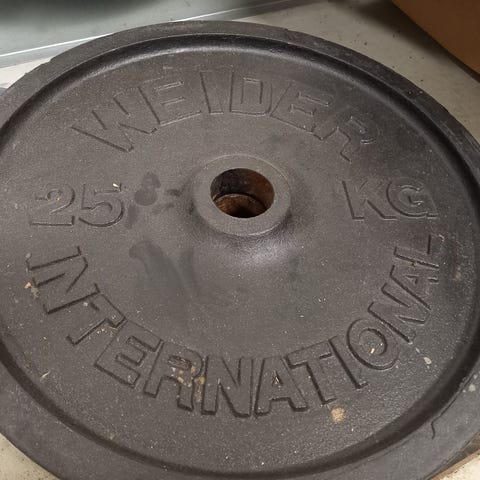 WEIDER
25 KG
INTERNATIONAL